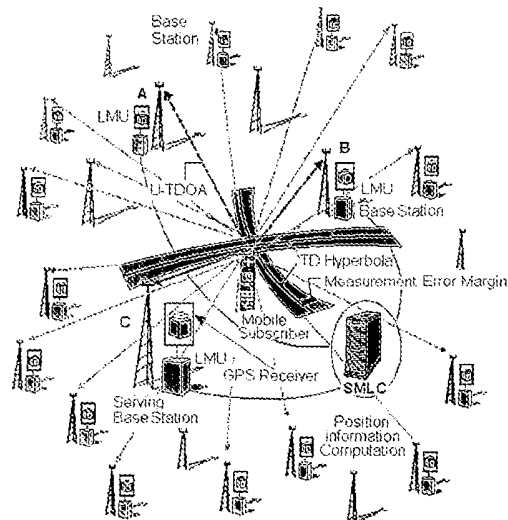 Base
Station
A
LMU
U-TDOA
B
LMU
Base Station
TD Hyperbola
Measurement Error Margin
Mobile
Subscriber
C
LMU
GPS Receiver
SMLC
Serving
Base Station
Position
Information
Computation